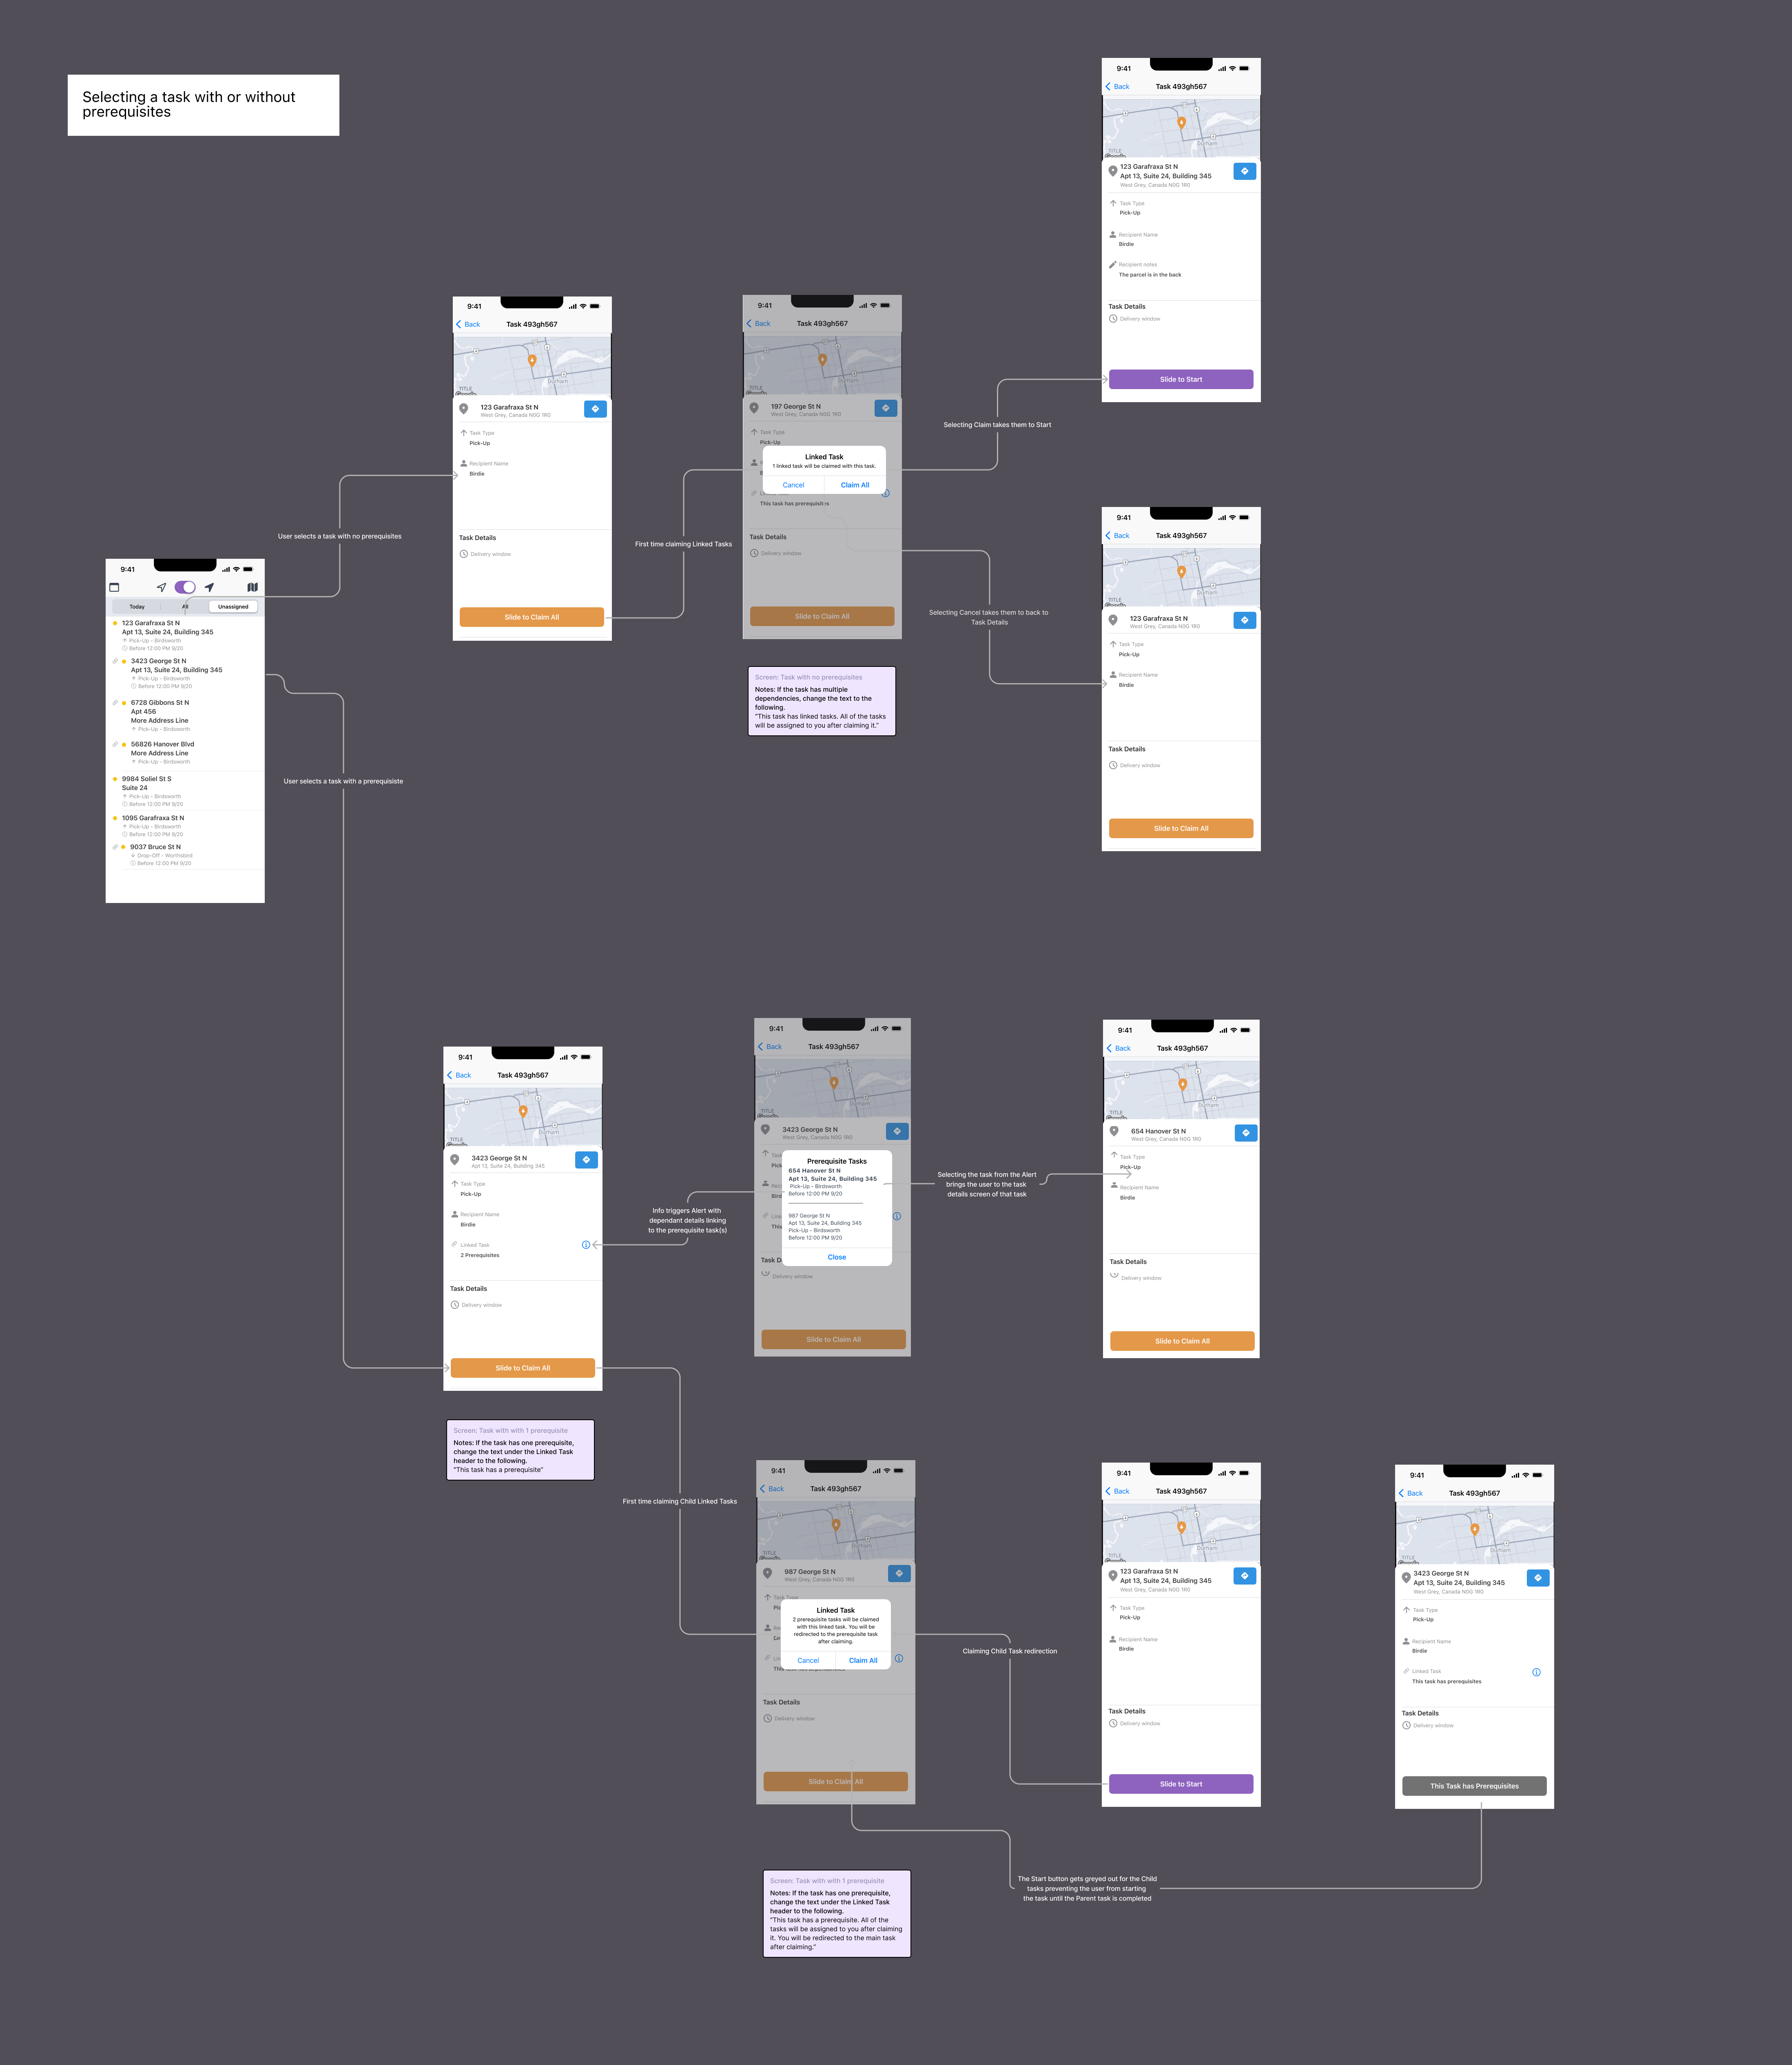 Selecting a task with or without
prerequisites
9:41
Today
All
Unassigned
123 Garafraxa St N
Apt 13, Suite 24, Building 345
Pick-Up - Birdsworth
Before 12:00 PM 9/20
3423 George St N
Apt 13, Suite 24, Building 345
Pick-Up - Birdsworth
Before 12:00 PM 9/20
6728 Gibbons St N
Apt 456
More Address Line
Pick-Up - Birdsworth
56826 Hanover Blvd
More Address Line
Pick-Up - Birdsworth
9984 Soliel St S
Suite 24
Pick-Up - Birdsworth
Before 12:00 PM 9/20
1095 Garafraxa St N
Pick-Up - Birdsworth
Before 12:00 PM 9/20
9037 Bruce St N
Drop-Off - Worthsbird
Before 12:00 PM 9/20
User selects a task with no prerequisites
User selects a task with a prerequisiste
9:41
Back
Task 493gh567
Durham
TITLE
123 Garafraxa St N
West Grey, Canada N0G 1R0
Task Type
Pick-Up
Recipient Name
Birdie
Task Details
Delivery window
Slide to Claim All
First time claiming Linked Tasks
9:41
Back
Task 493gh567
Durham
TITLE
197 George St N
West Grey, Canada N0G 1R0
Task Type
Pick-Up
Linked Task
1 linked task will be claimed with this task.
Cancel
Claim All
This task has prerequisites
Task Details
Delivery window
Slide to Claim All
Screen: Task with no prerequisites
Notes: If the task has multiple
dependencies, change the text to the
following.
"This task has linked tasks. All of the tasks
will be assigned to you after claiming it."
Selecting Claim takes them to Start
Selecting Cancel takes them to back to
Task Details
9:41
Back
Task 493gh567
Durham
TITLE
123 Garafraxa St N
Apt 13, Suite 24, Building 345
West Grey, Canada N0G 1R0
Task Type
Pick-Up
Recipient Name
Birdie
Recipient notes
The parcel is in the back
Task Details
Delivery window
Slide to Start
9:41
Back
Task 493gh567
Durham
TITLE
123 Garafraxa St N
West Grey, Canada N0G 1R0
Task Type
Pick-Up
Recipient Name
Birdie
Task Details
Delivery window
Slide to Claim All
9:41
Back
Task 493gh567
Durham
TITLE
3423 George St N
Apt 13, Suite 24, Building 345
Task Type
Pick-Up
Recipient Name
Birdie
Linked Task
2 Prerequisites
Task Details
Delivery window
Slide to Claim All
Screen: Task with with 1 prerequisite
Notes: If the task has one prerequisite,
change the text under the Linked Task
header to the following.
"This task has a prerequisite"
Info triggers Alert with
dependant details linking
to the prerequisite task(s)
9:41
Back
Task 493gh567
Durham
TITLE
3423 George St N
West Grey, Canada N0G 1R0
Prerequisite Tasks
654 Hanover St N
Apt 13, Suite 24, Building 345
Pick-Up - Birdsworth
Before 12:00 PM 9/20
987 George St N
Apt 13, Suite 24, Building 345
Pick-Up - Birdsworth
Before 12:00 PM 9/20
Close
Delivery window
Slide to Claim All
Selecting the task from the Alert
brings the user to the task
details screen of that task
9:41
Back
Task 493gh567
Durham
TITLE
654 Hanover St N
West Grey, Canada N0G 1R0
Task Type
Pick-Up
Recipient Name
Birdie
Task Details
Delivery window
Slide to Claim All
First time claiming Child Linked Tasks
9:41
Back
Task 493gh567
Durham
TITLE
987 George St N
West Grey, Canada N0G 1R0
Task Type
Linked Task
2 prerequisite tasks will be claimed
with this linked task. You will be
redirected to the prerequisite task
after claiming.
Cancel
Claim All
Task Details
Delivery window
Slide to Claim All
Screen: Task with with 1 prerequisite
Notes: If the task has one prerequisite,
change the text under the Linked Task
header to the following.
"This task has a prerequisite. All of the
tasks will be assigned to you after claiming
it. You will be redirected to the main task
after claiming."
Claiming Child Task redirection
9:41
Back
Task 493gh567
Durham
TITLE
123 Garafraxa St N
Apt 13, Suite 24, Building 345
West Grey, Canada N0G 1R0
Task Type
Pick-Up
Recipient Name
Birdie
Task Details
Delivery window
Slide to Start
The Start button gets greyed out for the Child
tasks preventing the user from starting
the task until the Parent task is completed
9:41
Back
Task 493gh567
Durham
TITLE
3423 George St N
Apt 13, Suite 24, Building 345
West Grey, Canada N0G 1R0
Task Type
Pick-Up
Recipient Name
Birdie
Linked Task
This task has prerequisites
Task Details
Delivery window
This Task has Prerequisites